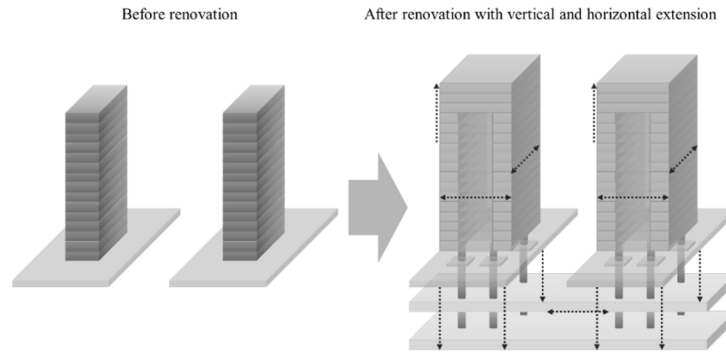 Before renovation
After renovation with vertical and horizontal extension